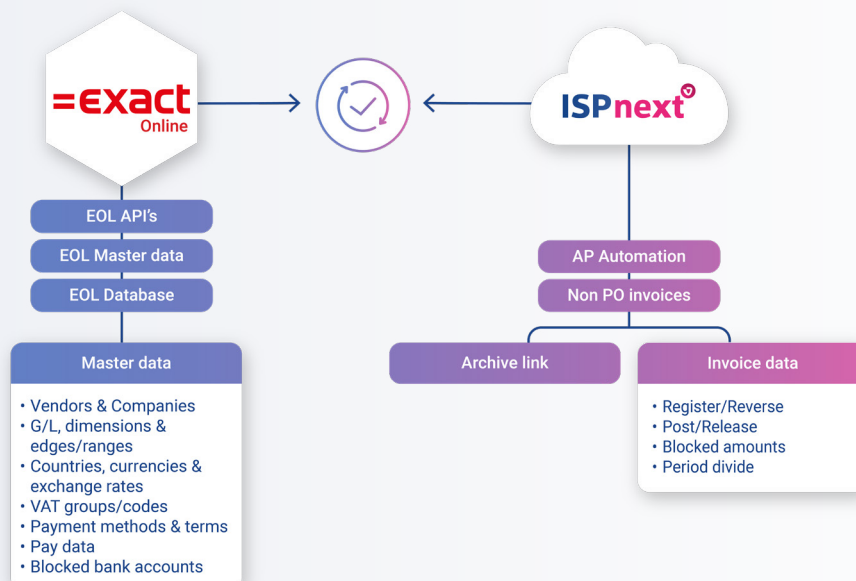 =exact
Online
ISPnext
EOL API's
EOL Master data
EOL Database
AP Automation
Non PO invoices
Master data
• Vendors & Companies
• G/L, dimensions &
edges/ranges
• Countries, currencies &
exchange rates
• VAT groups/codes
• Payment methods & terms
• Pay data
• Blocked bank accounts
Archive link
Invoice data
• Register/Reverse
• Post/Release
• Blocked amounts
• Period divide